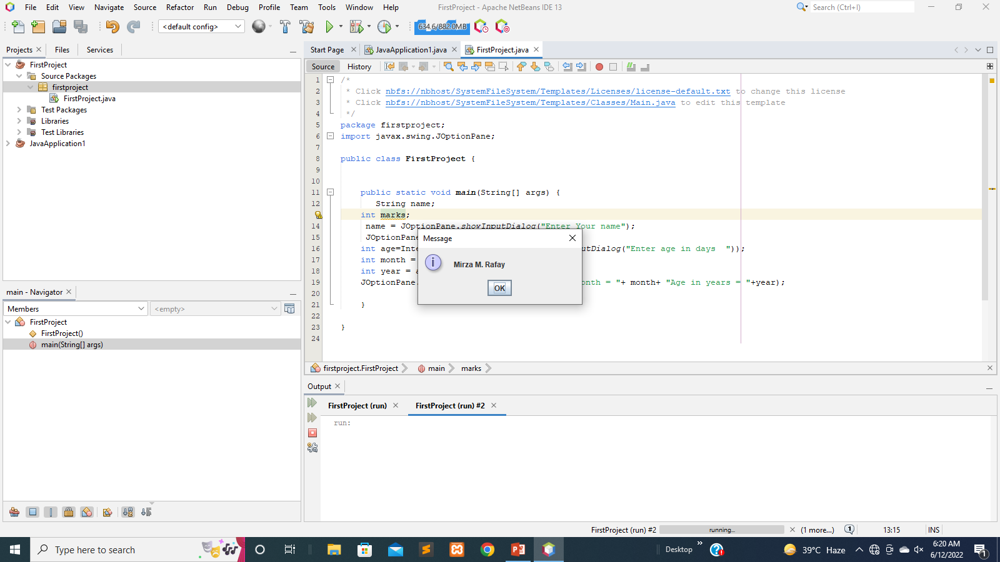 File Edit View Navigate Source Refactor Run Debug Profile Team Tools Window Help
FirstProject - Apache NetBeans IDE 13
Search (Ctrl+I)
<default config>
634.6/882.0MB
Projects
Files
Services
FirstProject
Source Packages
firstproject
FirstProject.java
Test Packages
Libraries
Test Libraries
JavaApplication1
Start Page
JavaApplication1.java
FirstProject.java
Source
History
1 /*
2 * Click nbfs://nbhost/SystemFileSystem/Templates/Licenses/license-default.txt to change this license
3 * Click nbfs://nbhost/SystemFileSystem/Templates/Classes/Main.java to edit this template
4 */
5 package firstproject;
6 import javax.swing.JOptionPane;
7
8 public class FirstProject {
9
10
11 public static void main(String[] args) {
12 String name;
int marks;
14 name = JOptionPane.showInputDialog("Enter Your name");
15 JOptionPane
16 int age=Inte utDialog("Enter age in days  "));
17 int month =
18 int year = a
19 JOptionPane. onth = "+ month+ "Age in years = "+year);
20
21 }
22
23 }
24
Message
Mirza M. Rafay
OK
main - Navigator
Members
<empty>
FirstProject
FirstProject()
main(String[] args)
firstproject.FirstProject
main
marks
Output
FirstProject (run)
FirstProject (run) #2
run:
FirstProject (run) #2
running...
(1 more...)
1
13:15
INS
Type here to search
Desktop
39°C Haze
6:20 AM
6/12/2022
1